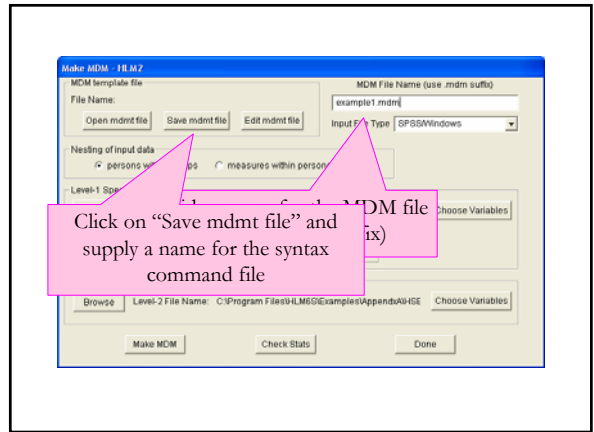 Make MDM - HLM2
MDM template file
File Name:
Open mdmt file Save mdmt file Edit mdmt file
MDM File Name (use .mdm suffix)
example1.mdm
Input File Type SPSS/Windows
Nesting of input data
persons measures within
Level-1
for the MDM file
Choose Variables
Click on “Save mdmt file” and
supply a name for the syntax
command file
Browse Level-2 File Name: C:\Program Files\HLM6S\Examples\AppendxA\HSE Choose Variables
Make MDM Check Stats Done